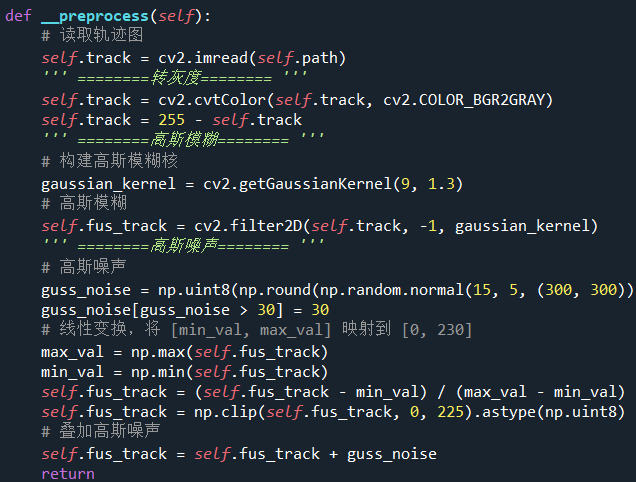 def __preprocess(self):
    # 读取轨迹图
    self.track = cv2.imread(self.path)
    ''' ========转灰度======== '''
    self.track = cv2.cvtColor(self.track, cv2.COLOR_BGR2GRAY)
    self.track = 255 - self.track
    ''' ========高斯模糊======== '''
    # 构建高斯模糊核
    gaussian_kernel = cv2.getGaussianKernel(9, 1.3)
    # 高斯模糊
    self.fus_track = cv2.filter2D(self.track, -1, gaussian_kernel)
    ''' ========高斯噪声======== '''
    # 高斯噪声
    guss_noise = np.uint8(np.round(np.random.normal(15, 5, (300, 300))
    guss_noise[guss_noise > 30] = 30
    # 线性变换，将 [min_val, max_val] 映射到 [0, 230]
    max_val = np.max(self.fus_track)
    min_val = np.min(self.fus_track)
    self.fus_track = (self.fus_track - min_val) / (max_val - min_val)
    self.fus_track = np.clip(self.fus_track, 0, 225).astype(np.uint8)
    # 叠加高斯噪声
    self.fus_track = self.fus_track + guss_noise
    return